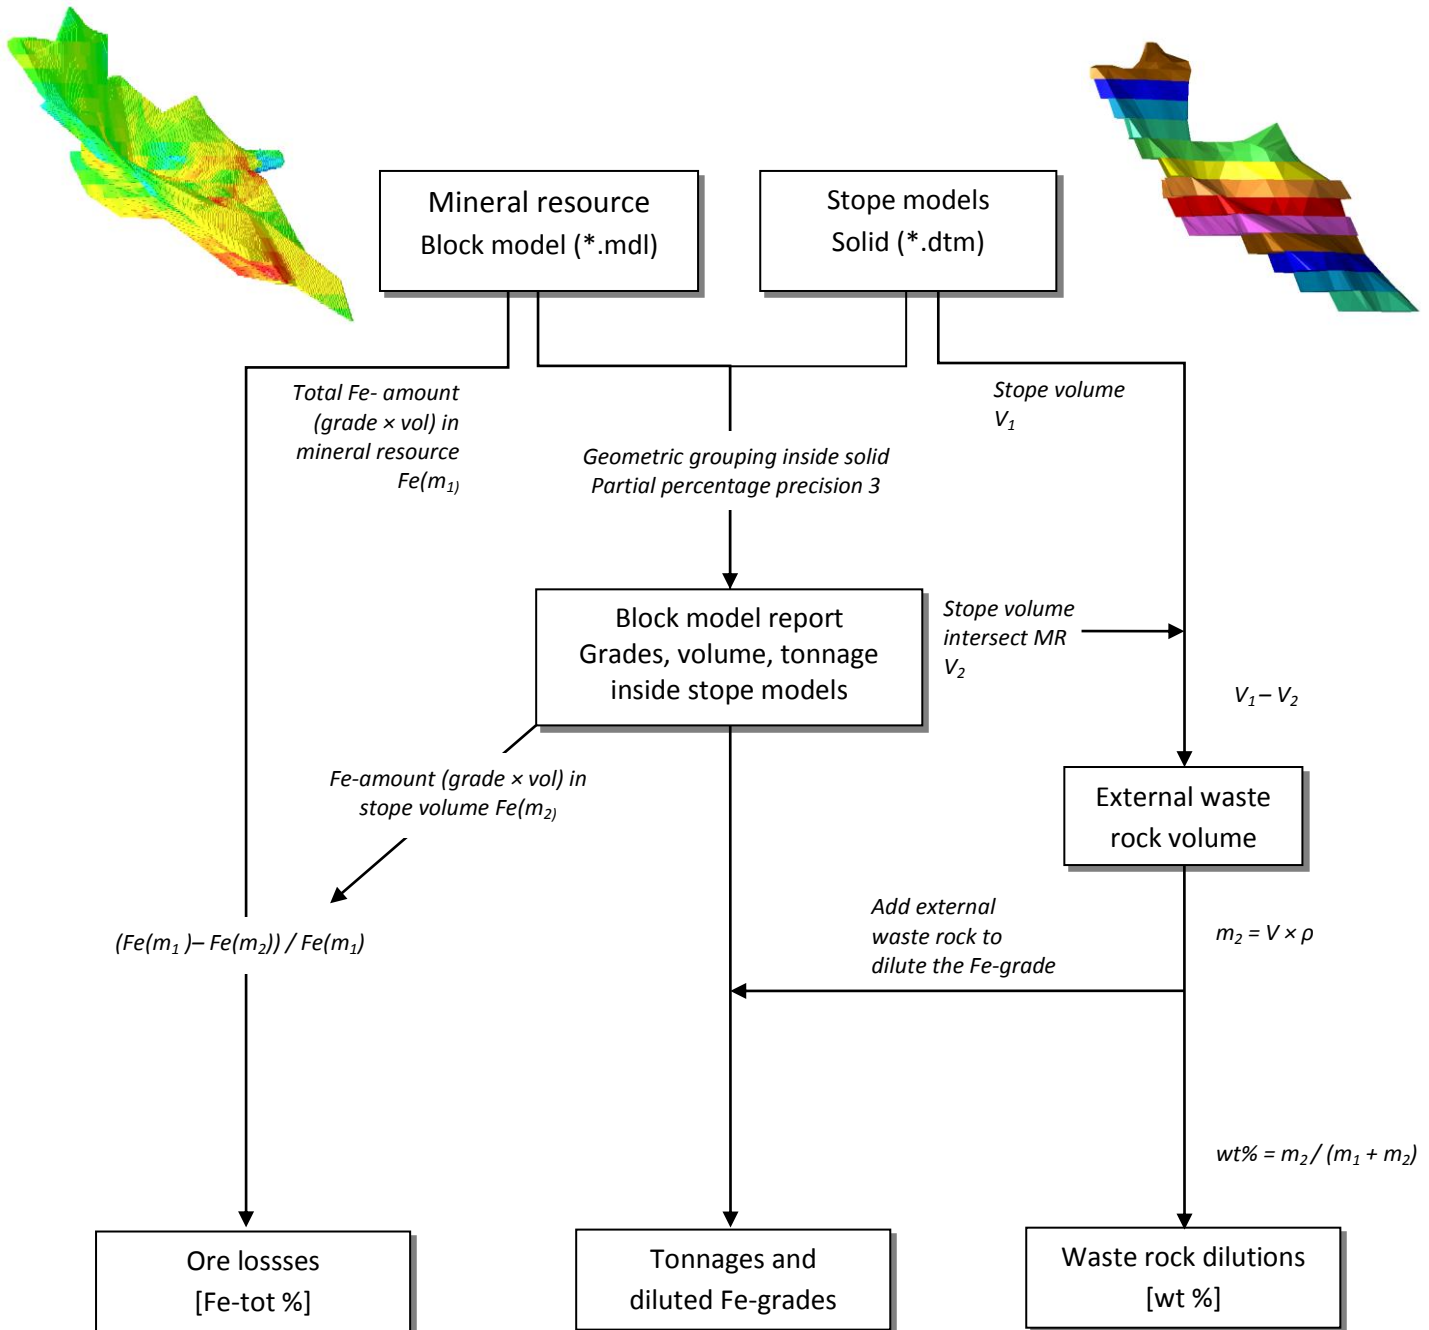 Mineral resource
Block model (*.mdl)
Stope models
Solid (*.dtm)
Total Fe- amount
(grade × vol) in
mineral resource
Fe(m₁)
Geometric grouping inside solid
Partial percentage precision 3
Stope volume
V₁
Block model report
Grades, volume, tonnage
inside stope models
Stope volume
intersect MR
V₂
V₁ – V₂
Fe-amount (grade × vol) in
stope volume Fe(m₂)
External waste
rock volume
(Fe(m₁ )– Fe(m₂)) / Fe(m₁)
Add external
waste rock to
dilute the Fe-grade
m₂ = V × ρ
wt% = m₂ / (m₁ + m₂)
Ore lossses
[Fe-tot %]
Tonnages and
diluted Fe-grades
Waste rock dilutions
[wt %]